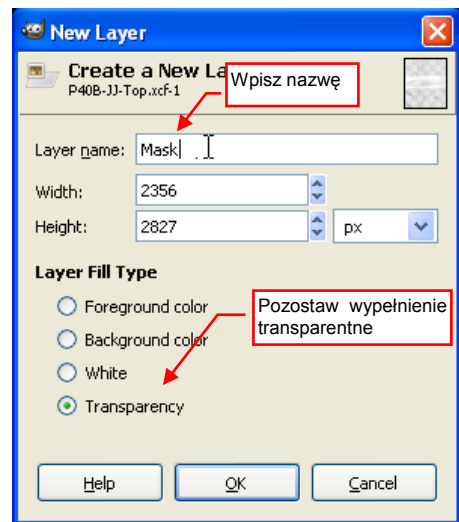 New Layer
Create a New La
P40B-JJ-Top.xcf-1
Wpisz nazwę
Layer name: Mask
Width: 2356
Height: 2827 px
Layer Fill Type
Foreground color
Background color
White
Transparency
Pozostaw wypełnienie
transparentne
Help OK Cancel